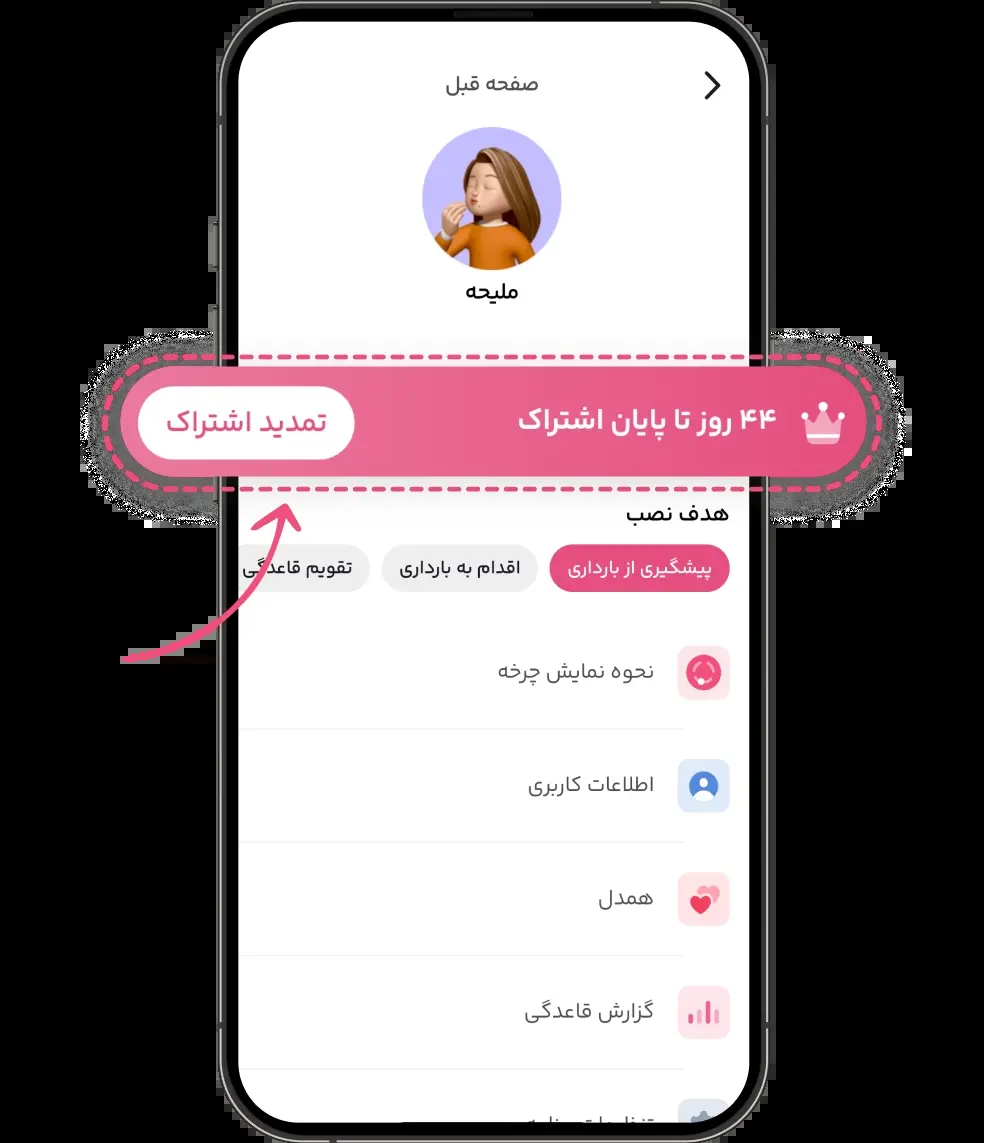 صفحه قبل
ملیحه
۴۴ روز تا پایان اشتراک
تمدید اشتراک
هدف نصب
پیشگیری از بارداری
اقدام به بارداری
تقویم قاعدگی
نحوه نمایش چرخه
اطلاعات کاربری
همدل
گزارش قاعدگی